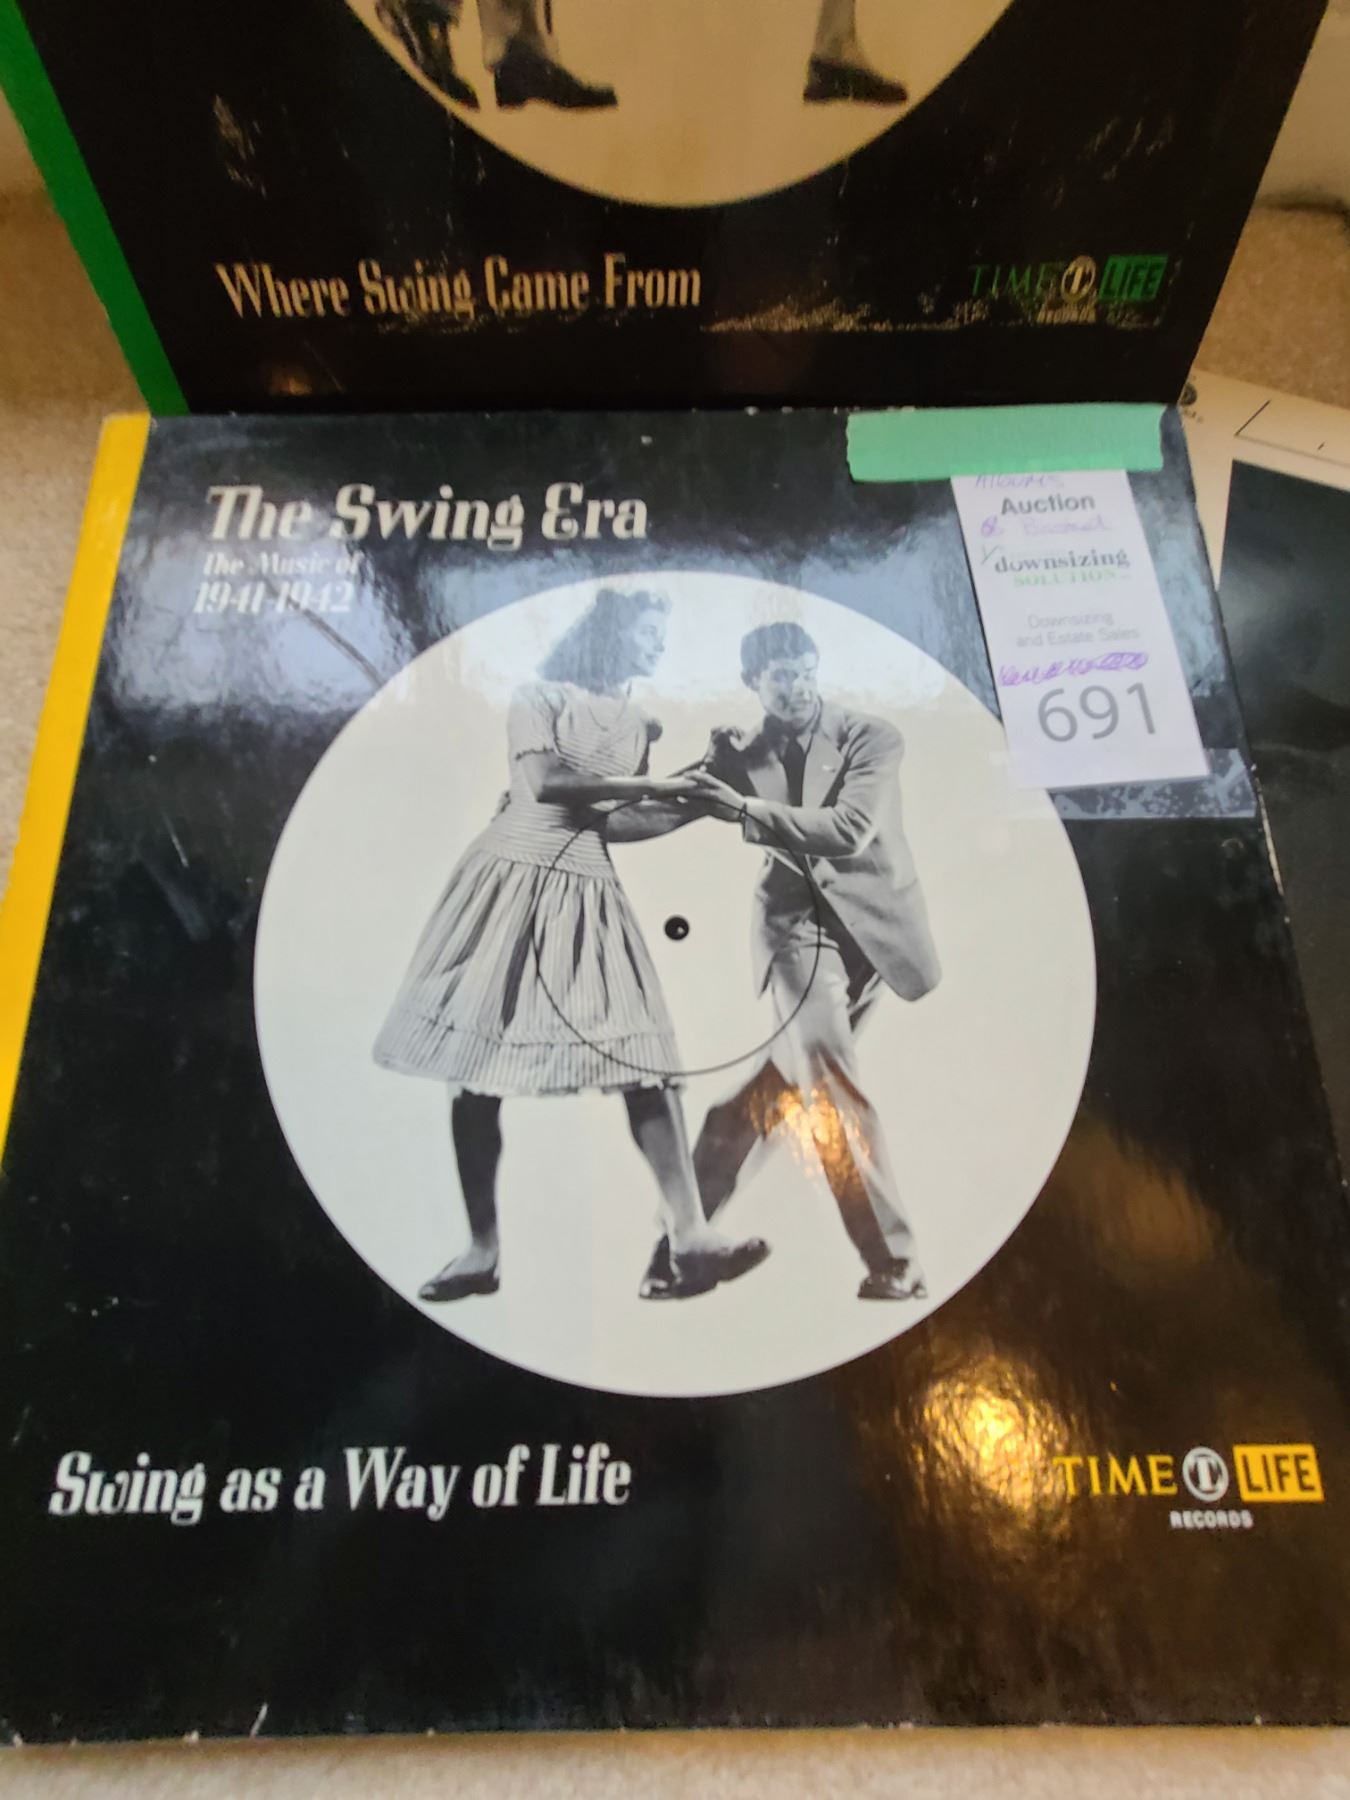 Where Swing Came From
TIME LIFE
RECORDS
The Swing Era
The Music of
1941-1942
Albums
Auction
downsizing
SOLUTIONS
Downsizing
and Estate Sales
691
Swing as a Way of Life
TIME LIFE
RECORDS